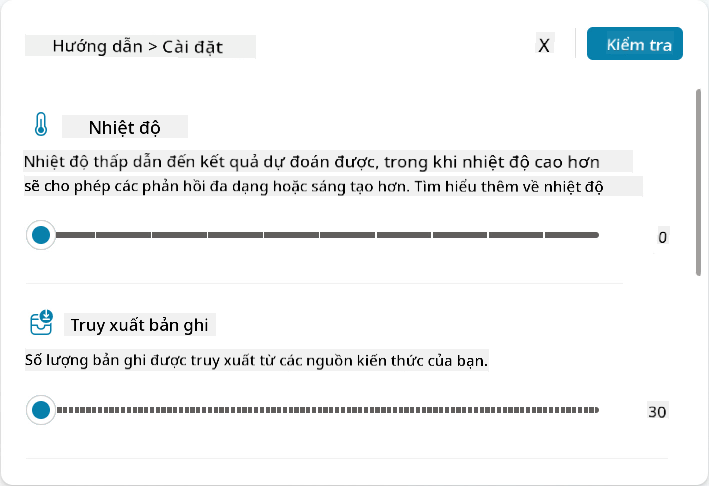 Hướng dẫn > Cài đặt
X
Kiểm tra
Nhiệt độ
Nhiệt độ thấp dẫn đến kết quả dự đoán được, trong khi nhiệt độ cao hơn
sẽ cho phép các phản hồi đa dạng hoặc sáng tạo hơn. Tìm hiểu thêm về nhiệt độ
0
Truy xuất bản ghi
Số lượng bản ghi được truy xuất từ các nguồn kiến thức của bạn.
30